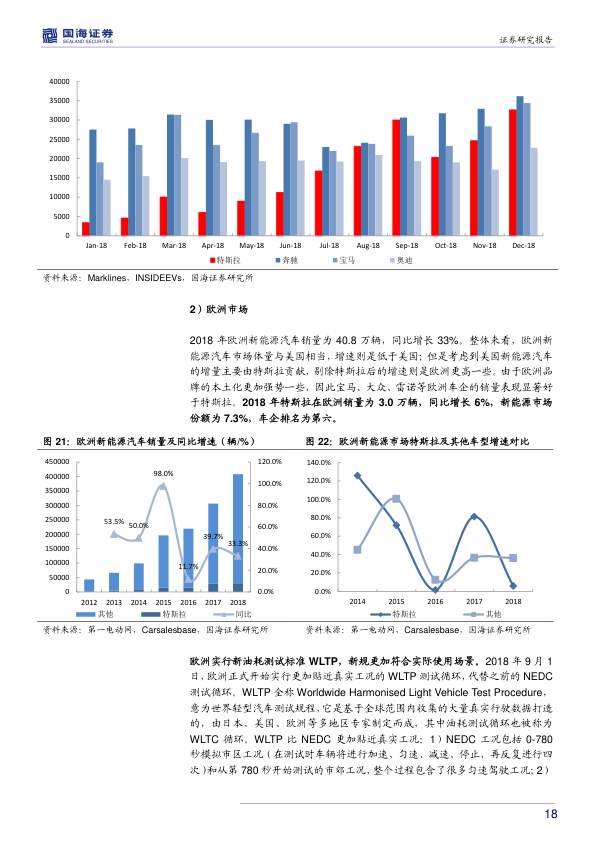 国海证券
SEALAND SECURITIES
证券研究报告
40000
35000
30000
25000
20000
15000
10000
5000
0
Jan-18 Feb-18 Mar-18 Apr-18 May-18 Jun-18 Jul-18 Aug-18 Sep-18 Oct-18 Nov-18 Dec-18
特斯拉 奔驰 宝马 奥迪
资料来源：Marklines，INSIDEEVs，国海证券研究所
2）欧洲市场
2018 年欧洲新能源汽车销量为 40.8 万辆，同比增长 33%。整体来看，欧洲新
能源汽车市场体量与美国相当，增速则是低于美国；但是考虑到美国新能源汽车
的增量主要由特斯拉贡献，剔除特斯拉后的增速则是欧洲更高一些。由于欧洲品
牌的本土化更加强势一些，因此宝马、大众、雷诺等欧洲车企的销量表现显著好
于特斯拉。2018 年特斯拉在欧洲销量为 3.0 万辆，同比增长 6%，新能源市场
份额为 7.3%，车企排名为第六。
图 21：欧洲新能源汽车销量及同比增速（辆/%）
450000
400000
350000
300000
250000
200000
150000
100000
50000
0
120.0%
100.0%
80.0%
60.0%
40.0%
20.0%
0.0%
53.5% 50.0% 98.0% 11.7% 39.7% 33.3%
2012 2013 2014 2015 2016 2017 2018
其他 特斯拉 同比
资料来源：第一电动网，Carsalesbase，国海证券研究所
图 22：欧洲新能源市场特斯拉及其他车型增速对比
140.0%
120.0%
100.0%
80.0%
60.0%
40.0%
20.0%
0.0%
2014 2015 2016 2017 2018
特斯拉 其他
资料来源：第一电动网，Carsalesbase，国海证券研究所
欧洲实行新油耗测试标准 WLTP，新规更加符合实际使用场景。2018 年 9 月 1
日，欧洲正式开始实行更加贴近真实工况的 WLTP 测试循环，代替之前的 NEDC
测试循环。WLTP 全称 Worldwide Harmonised Light Vehicle Test Procedure，
意为世界轻型汽车测试规程，它是基于全球范围内收集的大量真实行驶数据打造
的，由日本、美国、欧洲等多地区专家制定而成，其中油耗测试循环也被称为
WLTC 循环。WLTP 比 NEDC 更加贴近真实工况：1）NEDC 工况包括 0-780
秒模拟市区工况（在测试时车辆将进行加速、匀速、减速、停止，再反复进行四
次)和从第 780 秒开始测试的市郊工况，整个过程包含了很多匀速驾驶工况；2）
18